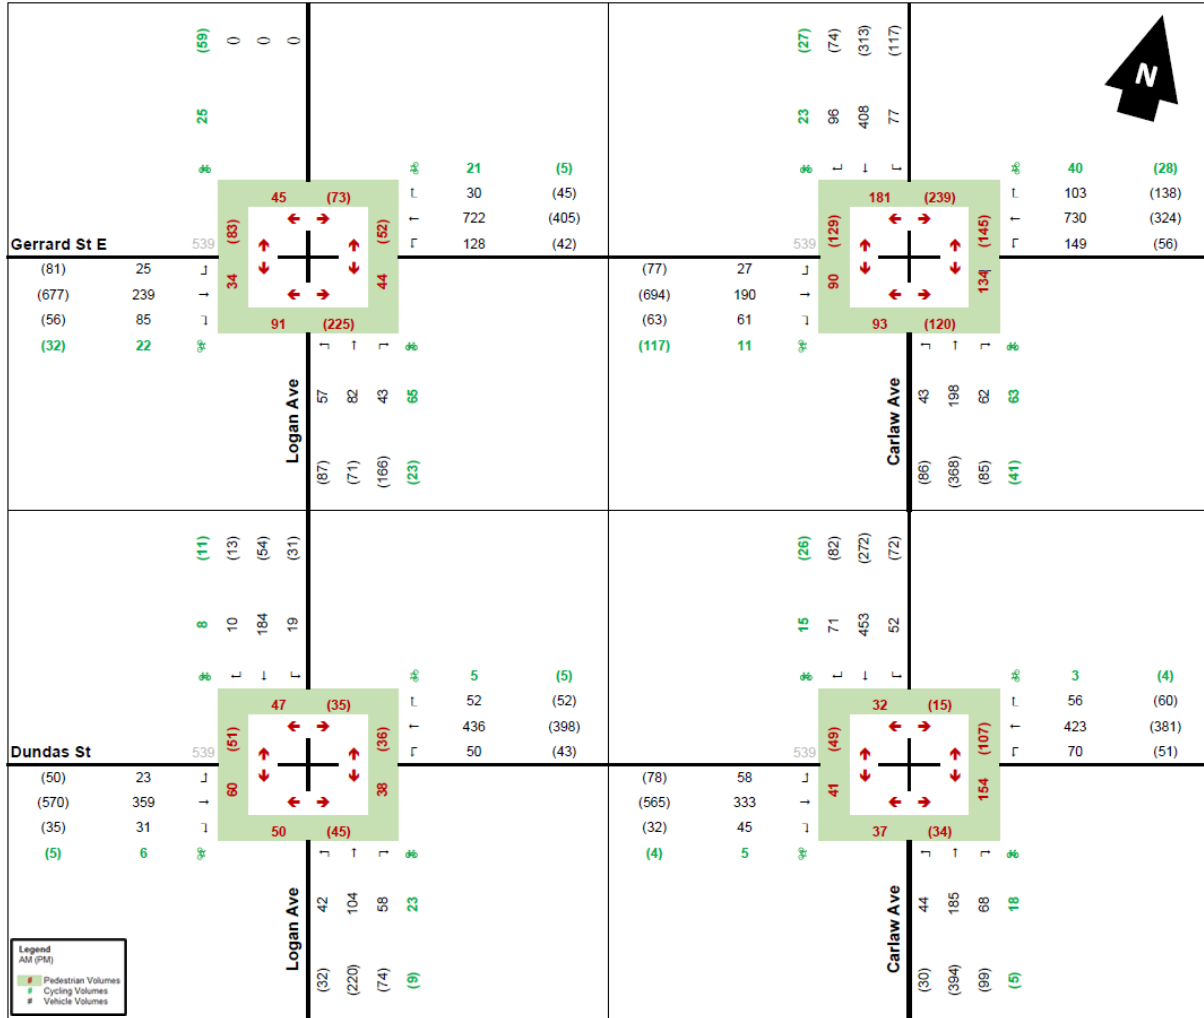 (59) () () ()
25
21 (5)
30 (45)
722 (405)
128 (42)
45 (73)
(83) 34
(52) 44
91 (225)
Gerrard St E 539
(81) 25
(677) 239
(56) 85
(32) 22
Logan Ave
57 82 43 65
(87) (71) (166) (23)
(27) (74) (313) (117)
23 96 408 77
N
40 (28)
103 (138)
730 (324)
149 (56)
181 (239)
(129) 90
(145) 134
93 (120)
539
(77) 27
(694) 190
(63) 61
(117) 11
Carlaw Ave
43 198 62 63
(86) (368) (85) (41)
(11) (13) (54) (31)
8 10 184 19
5 (5)
52 (52)
436 (398)
50 (43)
47 (35)
(51) 60
(36) 38
50 (45)
Dundas St 539
(50) 23
(570) 359
(35) 31
(5) 6
Logan Ave
42 104 58 23
(32) (220) (74) (9)
Legend
AM (PM)
# Pedestrian Volumes
# Cycling Volumes
# Vehicle Volumes
(26) (82) (272) (72)
15 71 453 52
3 (4)
56 (60)
423 (381)
70 (51)
32 (15)
(49) 41
(107) 154
37 (34)
539
(78) 58
(565) 333
(32) 45
(4) 5
Carlaw Ave
44 185 68 18
(30) (394) (99) (5)